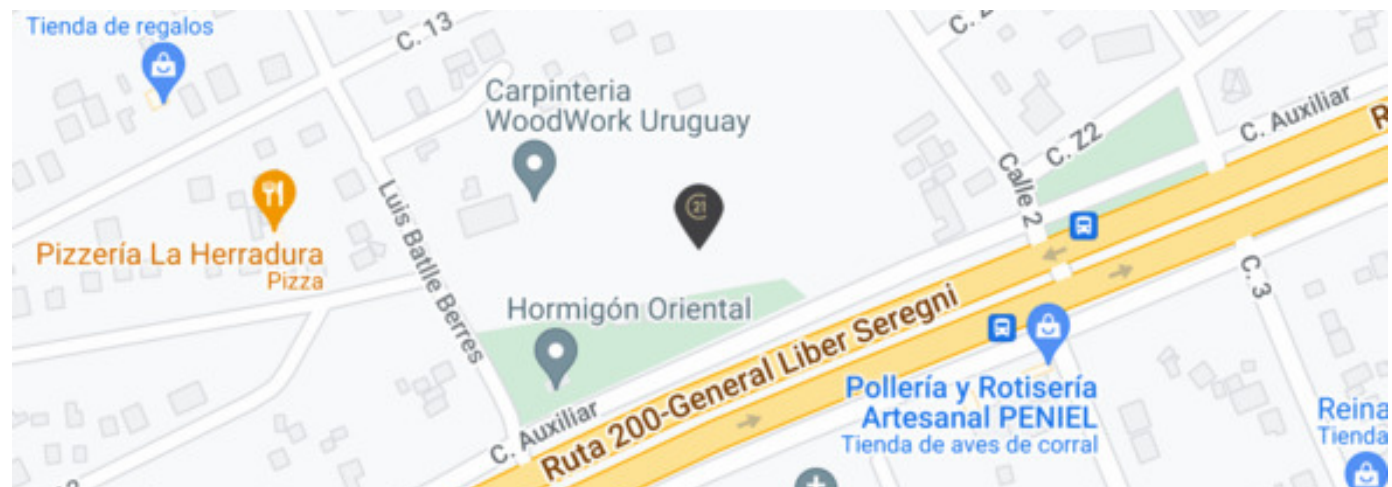 Tienda de regalos
C. 13
Carpinteria
WoodWork Uruguay
C. Auxiliar
C. Z2
Calle 2
21
Luis Batlle Berres
Pizzería La Herradura
Pizza
Hormigón Oriental
C. 3
Ruta 200-General Liber Seregni
Pollería y Rotisería
Artesanal PENIEL
Tienda de aves de corral
Reina
Tienda
C. Auxiliar